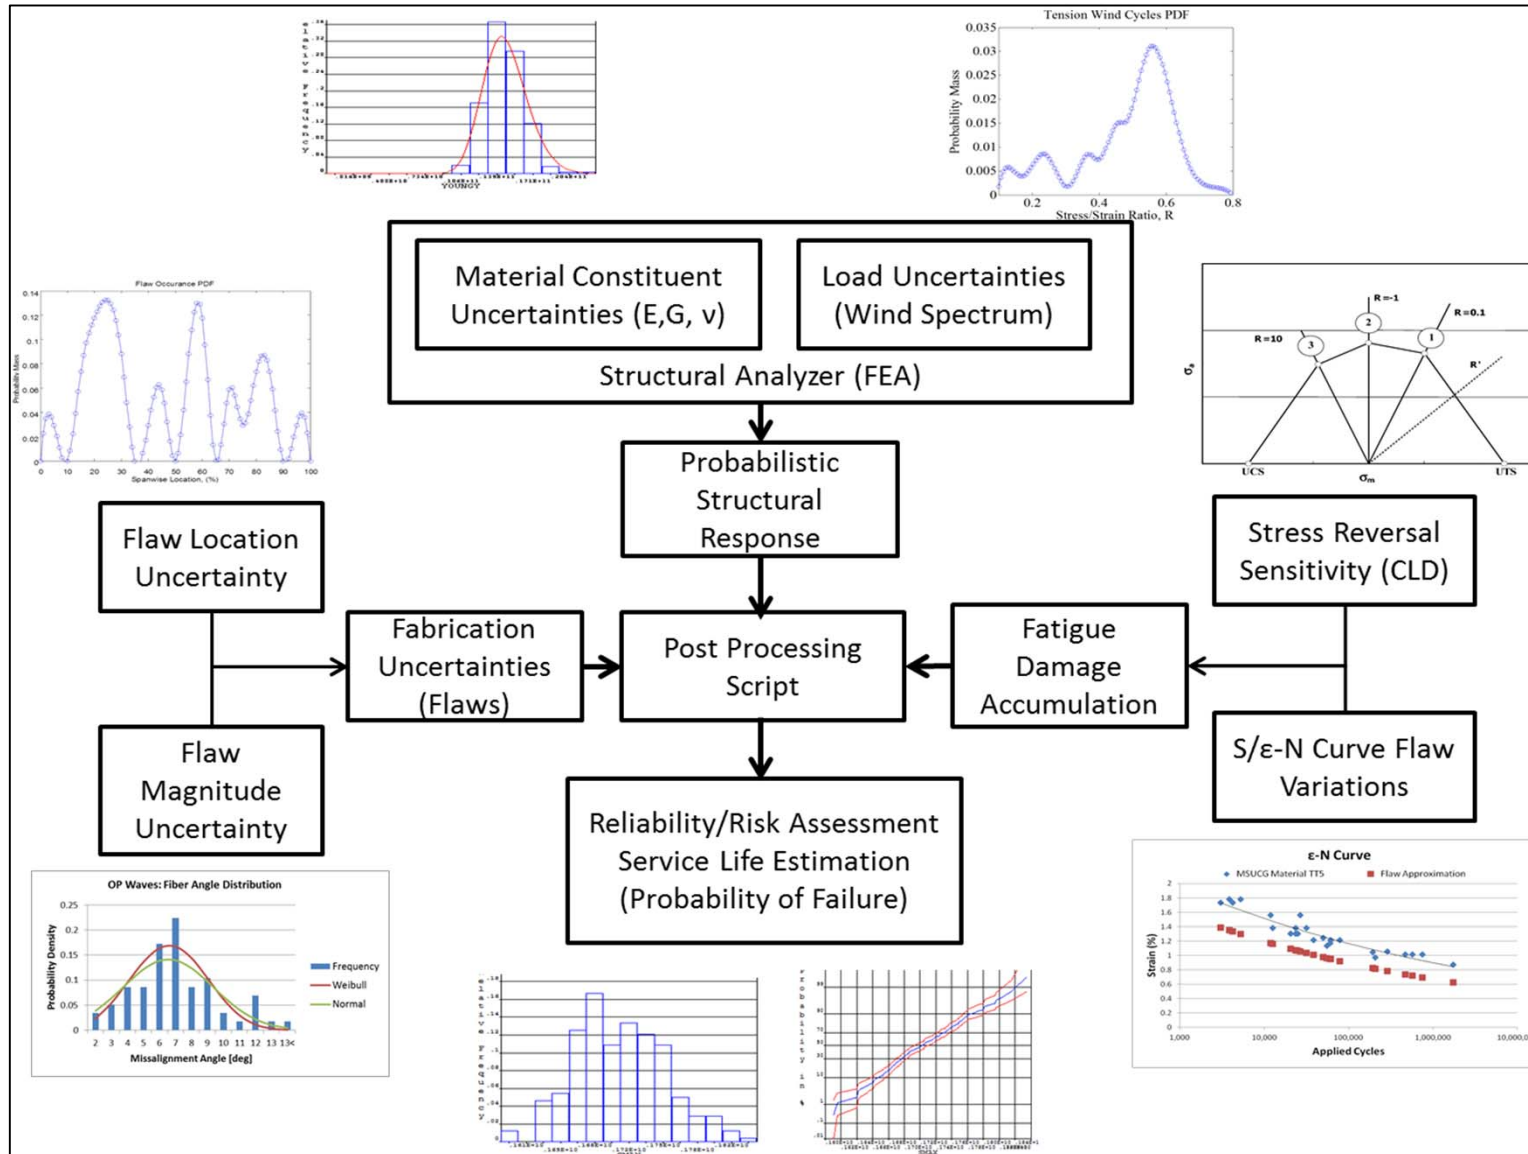 Tension Wind Cycles PDF
0.035
0.03
0.025
0.02
0.015
0.01
0.005
0
Probability Mass
0.2 0.4 0.6 0.8
Stress/Strain Ratio, R
.32
.24
.2
.04
YOUNGY
Material Constituent
Uncertainties (E,G, ν)
Load Uncertainties
(Wind Spectrum)
Structural Analyzer (FEA)
Flaw Occurance PDF
0.14
0.12
0.1
0.08
0.06
0.04
0.02
0
Probability Mass
0 10 20 30 40 50 60 70 80 90 100
Spanwise Location, (%)
R=-1
2
R=0.1
1
R=10
3
R'
σa
UCS
σm
UTS
Probabilistic
Structural
Response
Flaw Location
Uncertainty
Stress Reversal
Sensitivity (CLD)
Fabrication
Uncertainties
(Flaws)
Post Processing
Script
Fatigue
Damage
Accumulation
Flaw
Magnitude
Uncertainty
S/ε-N Curve Flaw
Variations
Reliability/Risk Assessment
Service Life Estimation
(Probability of Failure)
OP Waves: Fiber Angle Distribution
0.25
0.2
0.15
0.1
0.05
0
Probability Density
Frequency
Weibull
Normal
2 3 4 5 6 7 8 9 10 11 12 13 13<
Missalignment Angle [deg]
ε-N Curve
MSUCG Material TT5 Flaw Approximation
2
1.8
1.6
1.4
1.2
1
0.8
0.6
0.4
0.2
0
Strain (%)
1,000 10,000 100,000 1,000,000
Applied Cycles